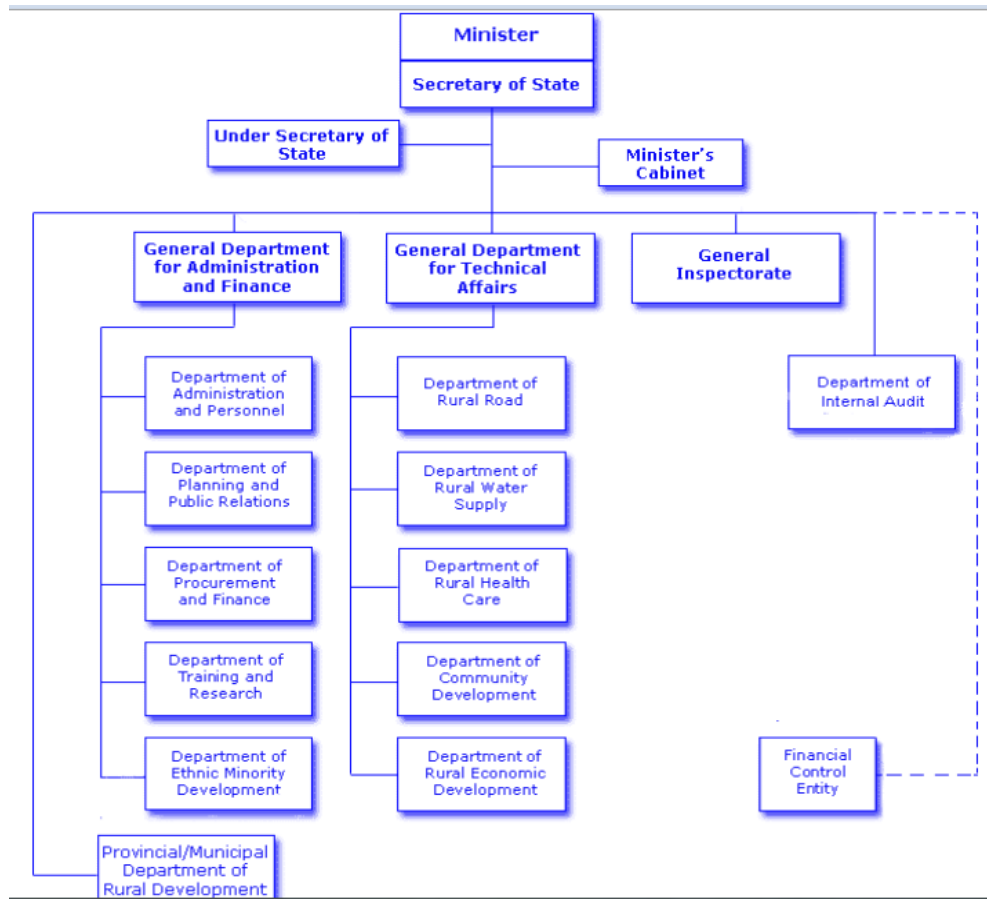 Minister
Secretary of State
Under Secretary of
State
Minister's
Cabinet
General Department
for Administration
and Finance
General Department
for Technical
Affairs
General
Inspectorate
Department of
Administration
and Personnel
Department of
Rural Road
Department of
Internal Audit
Department of
Planning and
Public Relations
Department of
Rural Water
Supply
Department of
Procurement
and Finance
Department of
Rural Health
Care
Department of
Training and
Research
Department of
Community
Development
Department of
Ethnic Minority
Development
Department of
Rural Economic
Development
Financial
Control
Entity
Provincial/Municipal
Department of
Rural Development